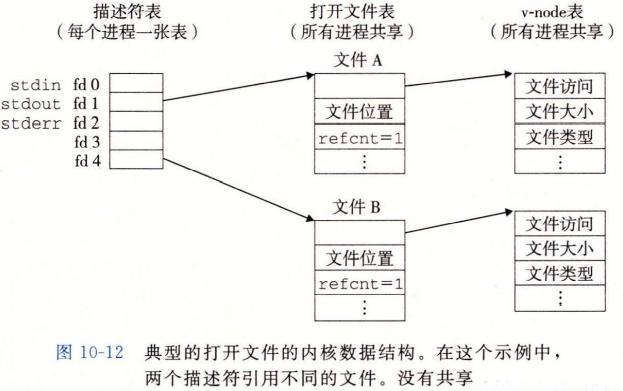 描述符表
(每个进程一张表)
打开文件表
(所有进程共享)
v-node表
(所有进程共享)
stdin fd 0
stdout fd 1
stderr fd 2
fd 3
fd 4
文件 A
文件位置
refcnt=1
⋮
文件访问
文件大小
文件类型
⋮
文件 B
文件位置
refcnt=1
⋮
文件访问
文件大小
文件类型
⋮
图 10-12 典型的打开文件的内核数据结构。在这个示例中，
两个描述符引用不同的文件。没有共享